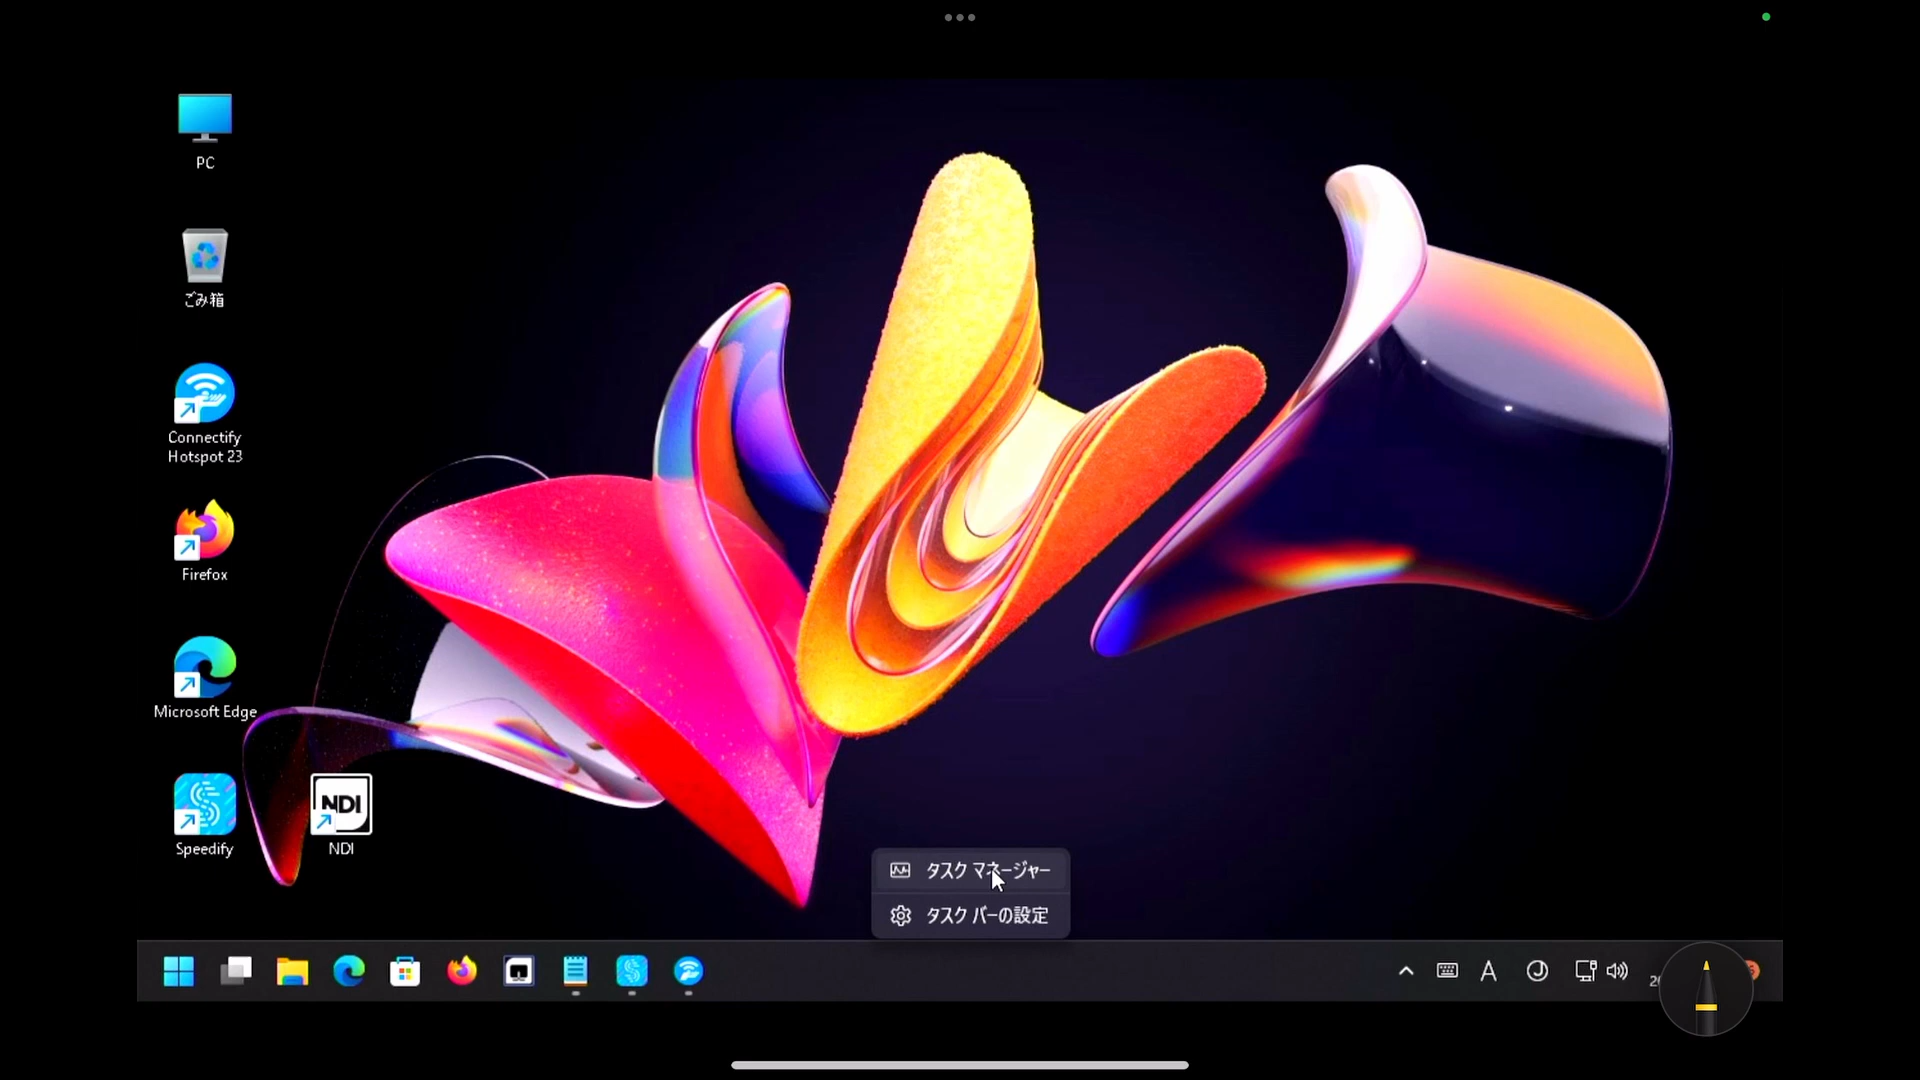 PC
ごみ箱
Connectify
Hotspot 23
Firefox
Microsoft Edge
Speedify
NDI
NDI
タスク マネージャー
タスク バーの設定
A